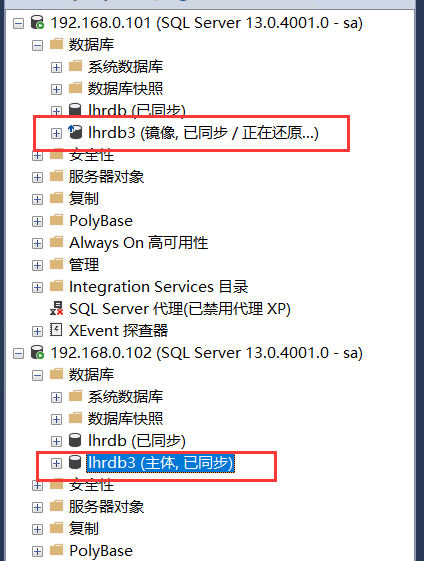 192.168.0.101 (SQL Server 13.0.4001.0 - sa)
数据库
系统数据库
数据库快照
lhrdb (已同步)
lhrdb3 (镜像, 已同步 / 正在还原...)
安全性
服务器对象
复制
PolyBase
Always On 高可用性
管理
Integration Services 目录
SQL Server 代理(已禁用代理 XP)
XEvent 探查器
192.168.0.102 (SQL Server 13.0.4001.0 - sa)
数据库
系统数据库
数据库快照
lhrdb (已同步)
lhrdb3 (主体, 已同步)
安全性
服务器对象
复制
PolyBase